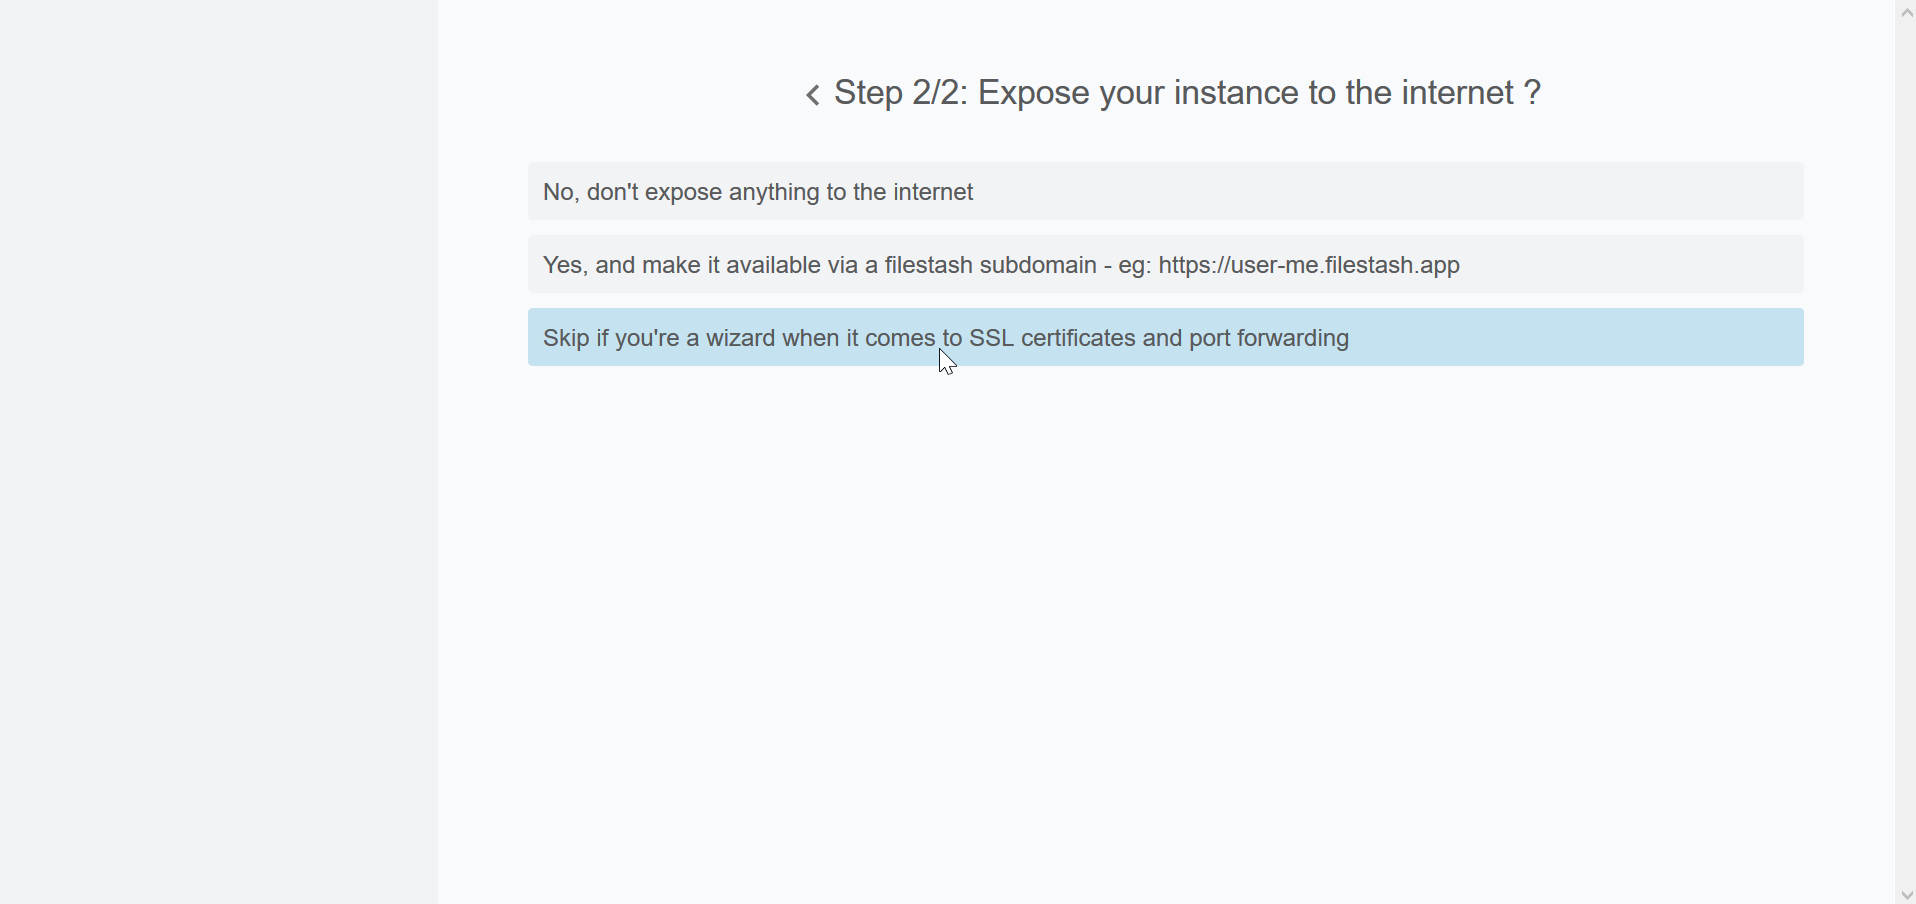 Step 2/2: Expose your instance to the internet ?
No, don't expose anything to the internet
Yes, and make it available via a filestash subdomain - eg: https://user-me.filestash.app
Skip if you're a wizard when it comes to SSL certificates and port forwarding